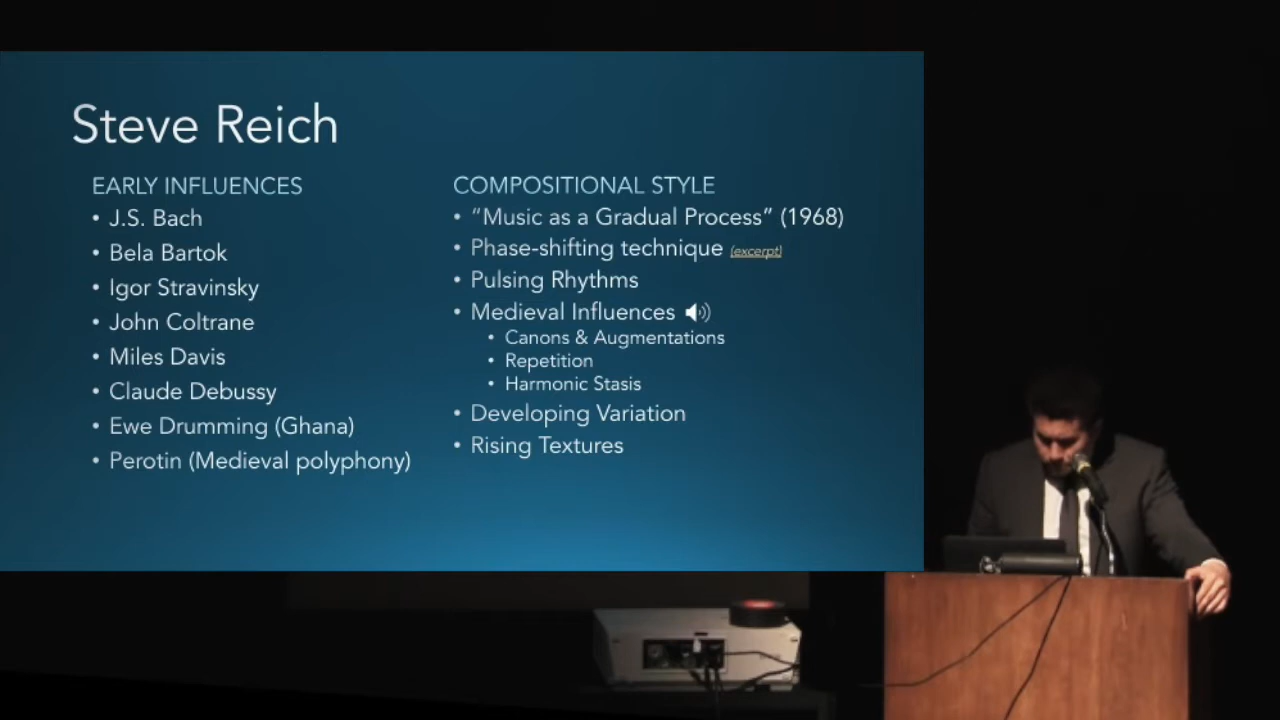 Steve Reich
EARLY INFLUENCES
• J.S. Bach
• Bela Bartok
• Igor Stravinsky
• John Coltrane
• Miles Davis
• Claude Debussy
• Ewe Drumming (Ghana)
• Perotin (Medieval polyphony)
COMPOSITIONAL STYLE
• “Music as a Gradual Process” (1968)
• Phase-shifting technique (excerpt)
• Pulsing Rhythms
• Medieval Influences
• Canons & Augmentations
• Repetition
• Harmonic Stasis
• Developing Variation
• Rising Textures